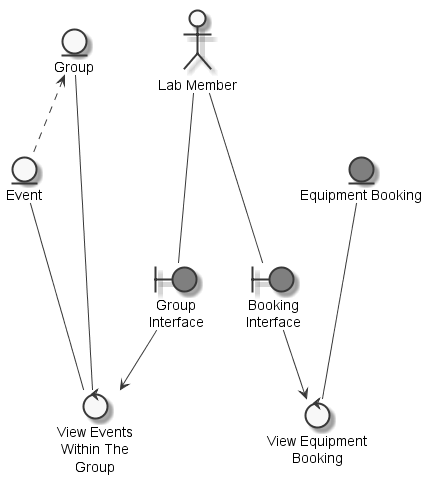 Group
Lab Member
Event
Equipment Booking
Group
Interface
Booking
Interface
View Events
Within The
Group
View Equipment
Booking